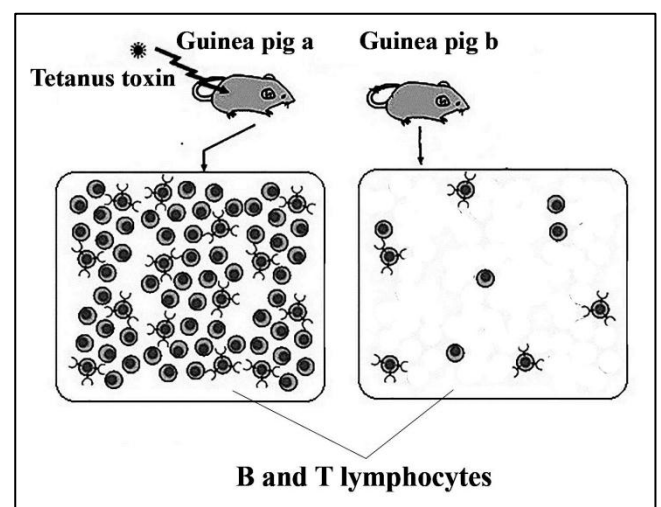 Guinea pig a
Guinea pig b
Tetanus toxin
B and T lymphocytes